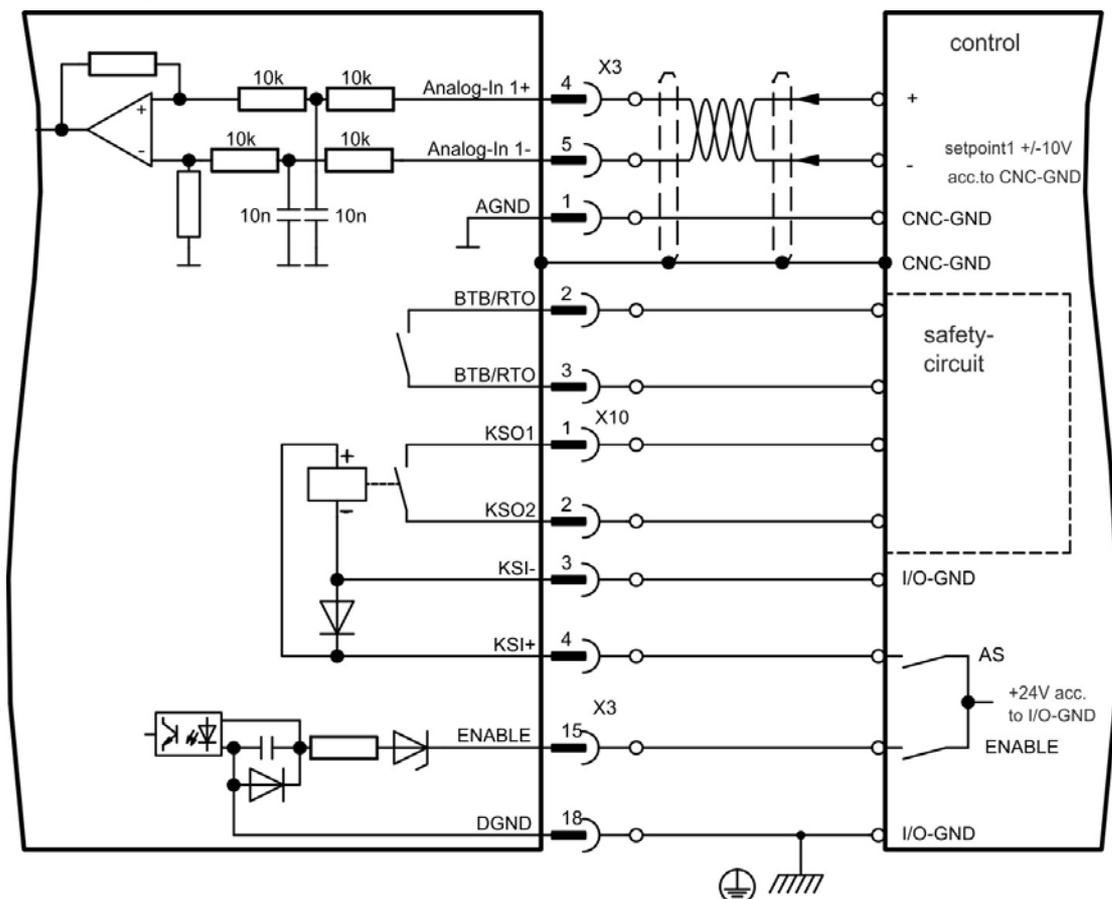 control
X3
10k
10k
Analog-In 1+
4
+
+
10k
10k
Analog-In 1-
5
-
-
setpoint1 +/-10V
acc.to CNC-GND
10n
10n
AGND
1
CNC-GND
CNC-GND
BTB/RTO
2
safety-
circuit
BTB/RTO
3
X10
KSO1
1
+
-
KSO2
2
KSI-
3
I/O-GND
KSI+
4
AS
+24V acc.
to I/O-GND
X3
ENABLE
15
ENABLE
DGND
18
I/O-GND